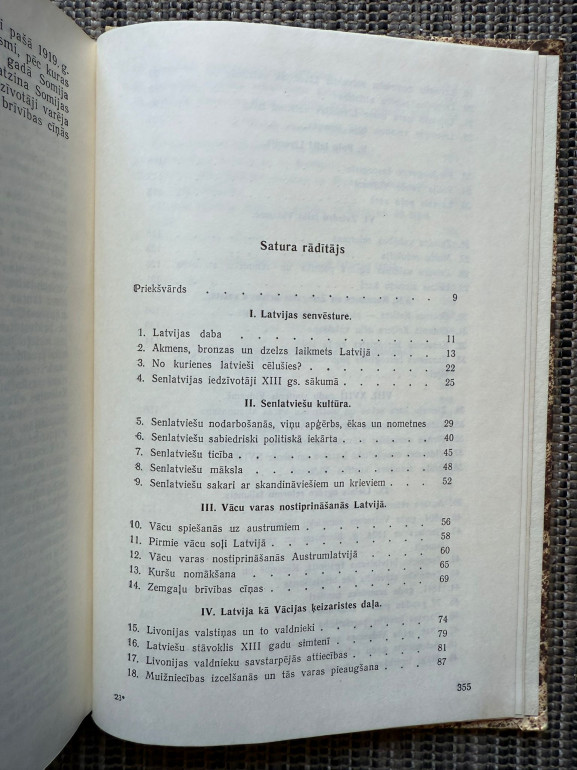 i pašā 1919. g.
smi, pēc kuras
gadā Somija
atzina Somijas
dzīvotāji varēja
brīvības cīņās
Satura rādītājs
Priekšvārds . . . . . . . . . . . . . 9
I. Latvijas senvēsture.
1. Latvijas daba . . . . . . . . . . . 11
2. Akmens, bronzas un dzelzs laikmets Latvijā . . . . 13
3. No kurienes latvieši cēlušies? . . . . . . . 22
4. Senlatvijas iedzīvotāji XIII gs. sākumā . . . . . 25
II. Senlatviešu kultūra.
5. Senlatviešu nodarbošanās, viņu apģērbs, ēkas un nometnes 29
6. Senlatviešu sabiedriski politiskā iekārta . . . . . 40
7. Senlatviešu ticība . . . . . . . . . . 45
8. Senlatviešu māksla . . . . . . . . . . 48
9. Senlatviešu sakari ar skandināviešiem un krieviem . . . 52
III. Vācu varas nostiprināšanās Latvijā.
10. Vācu spiešanās uz austrumiem . . . . . . . 56
11. Pirmie vācu soļi Latvijā . . . . . . . . 58
12. Vācu varas nostiprināšanās Austrumlatvijā . . . . 60
13. Kuršu nomākšana . . . . . . . . . . 65
14. Zemgaļu brīvības cīņas . . . . . . . . . 69
IV. Latvija kā Vācijas ķeizaristes daļa.
15. Livonijas valstiņas un to valdnieki . . . . . . 74
16. Latviešu stāvoklis XIII gadu simtenī . . . . . . 79
17. Livonijas valdnieku savstarpējās attiecības . . . . 81
18. Muižniecības izcelšanās un tās varas pieaugšana . . . 87
23*
355